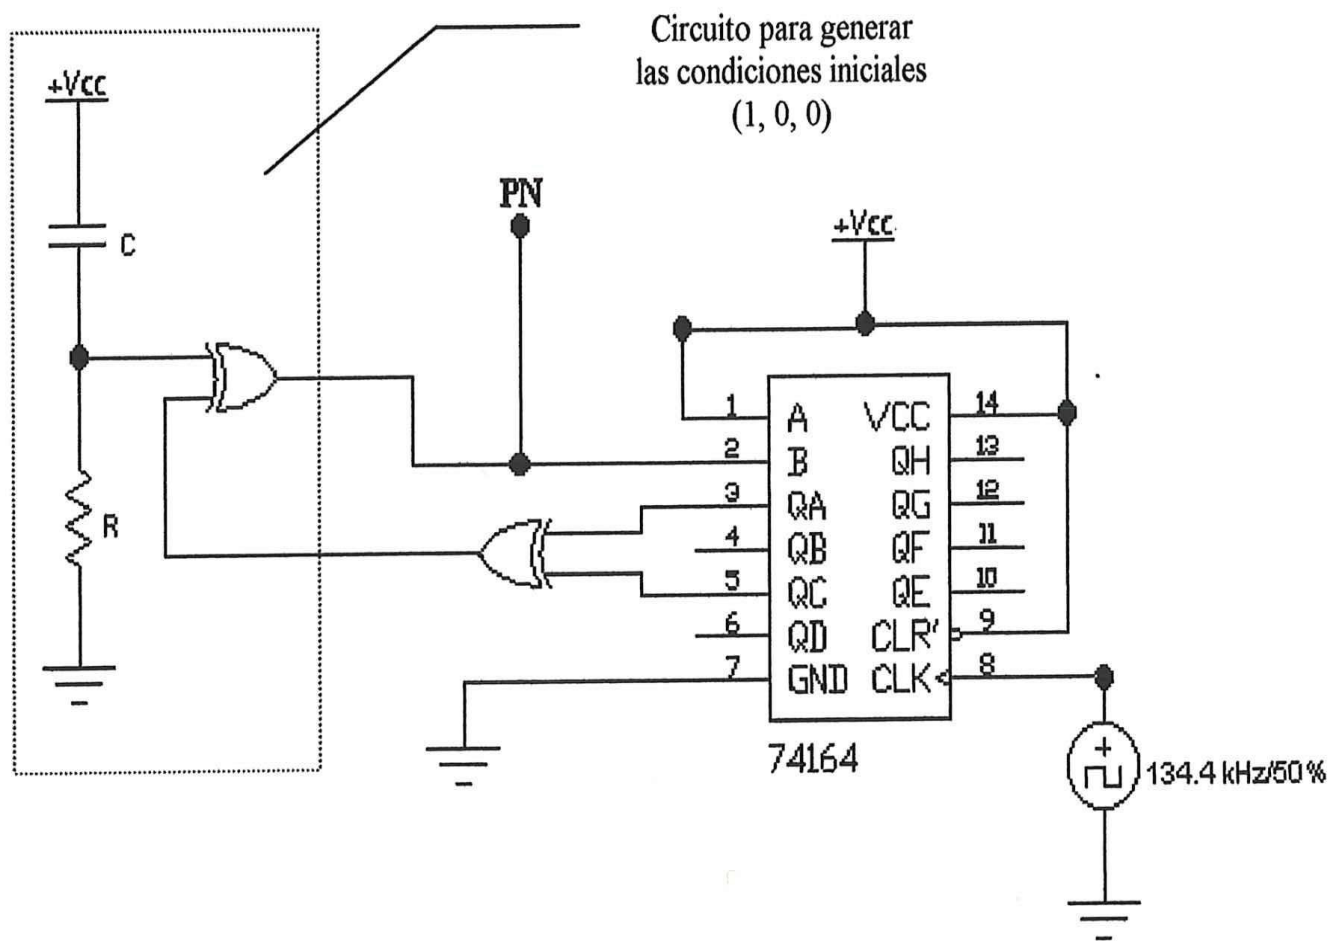 Circuito para generar
las condiciones iniciales
(1, 0, 0)
+Vcc
C
R
PN
+Vcc
1 A VCC 14
2 B QH 13
3 QA QG 12
4 QB QF 11
5 QC QE 10
6 QD CLR' 9
7 GND CLK 8
74164
134.4 kHz/50%